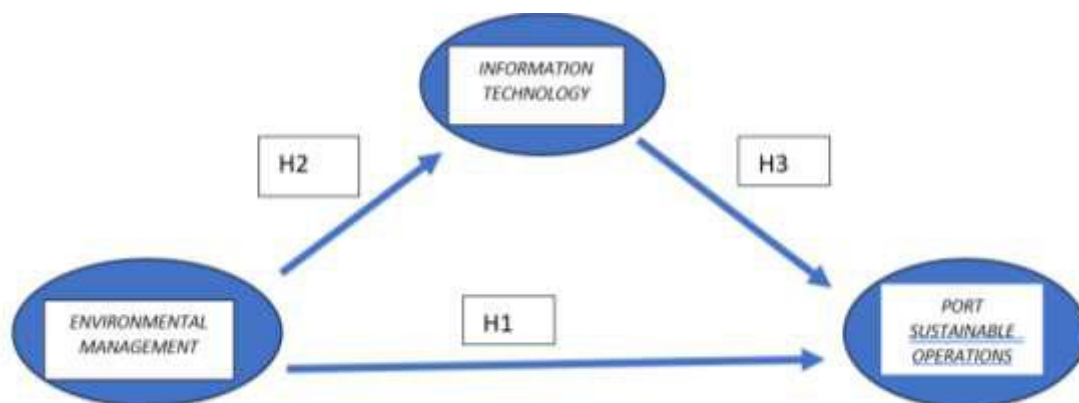 INFORMATION
TECHNOLOGY
H2
H3
ENVIRONMENTAL
MANAGEMENT
H1
PORT
SUSTAINABLE
OPERATIONS